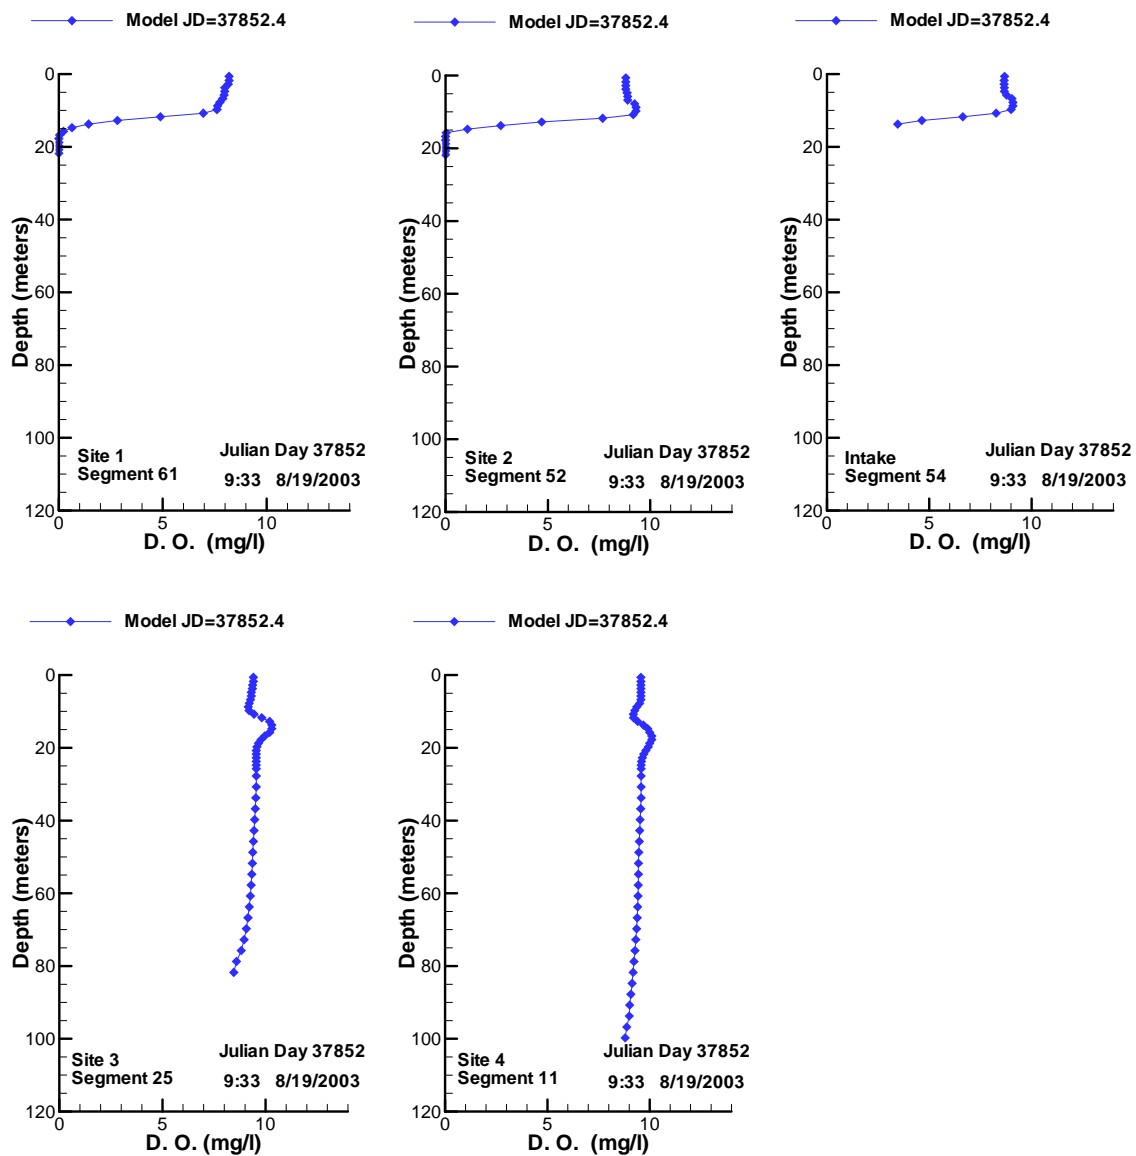 Model JD=37852.4
0
20
40
60
80
100
120
Depth (meters)
Site 1
Segment 61
Julian Day 37852
9:33 8/19/2003
0 5 10
D. O. (mg/l)
Model JD=37852.4
0
20
40
60
80
100
120
Depth (meters)
Site 2
Segment 52
Julian Day 37852
9:33 8/19/2003
0 5 10
D. O. (mg/l)
Model JD=37852.4
0
20
40
60
80
100
120
Depth (meters)
Intake
Segment 54
Julian Day 37852
9:33 8/19/2003
0 5 10
D. O. (mg/l)
Model JD=37852.4
0
20
40
60
80
100
120
Depth (meters)
Site 3
Segment 25
Julian Day 37852
9:33 8/19/2003
0 5 10
D. O. (mg/l)
Model JD=37852.4
0
20
40
60
80
100
120
Depth (meters)
Site 4
Segment 11
Julian Day 37852
9:33 8/19/2003
0 5 10
D. O. (mg/l)